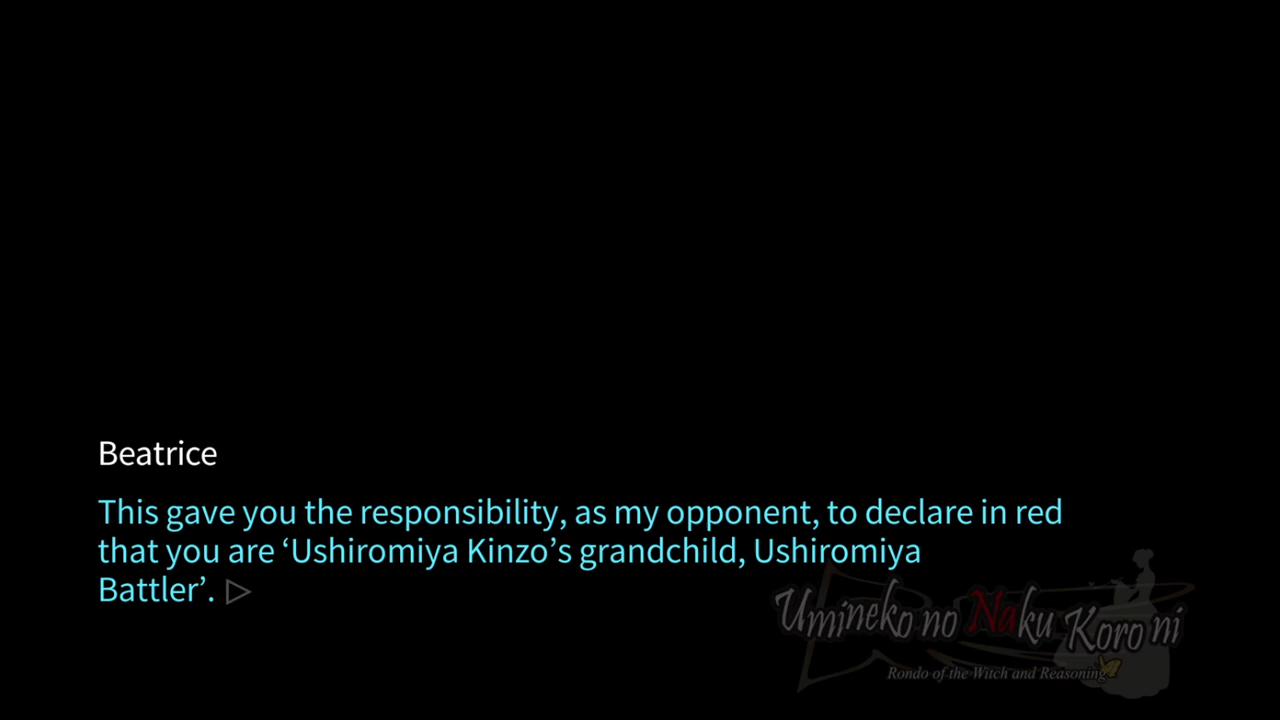 Beatrice
This gave you the responsibility, as my opponent, to declare in red
that you are ‘Ushiromiya Kinzo’s grandchild, Ushiromiya
Battler’.
Umineko no Naku Koro ni
Rondo of the Witch and Reasoning